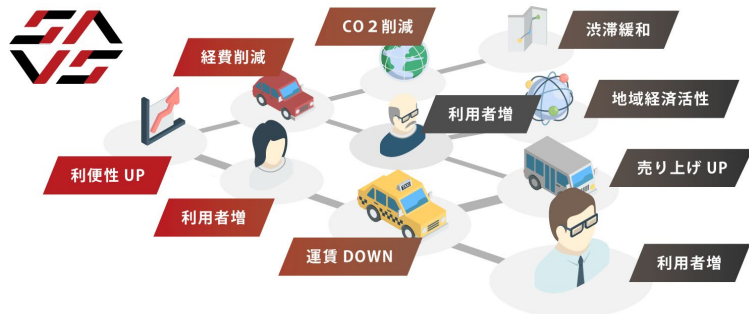 SAVS
CO2削減
渋滞緩和
経費削減
地域経済活性
利用者増
利便性 UP
売り上げ UP
利用者増
運賃 DOWN
利用者増
TAXI